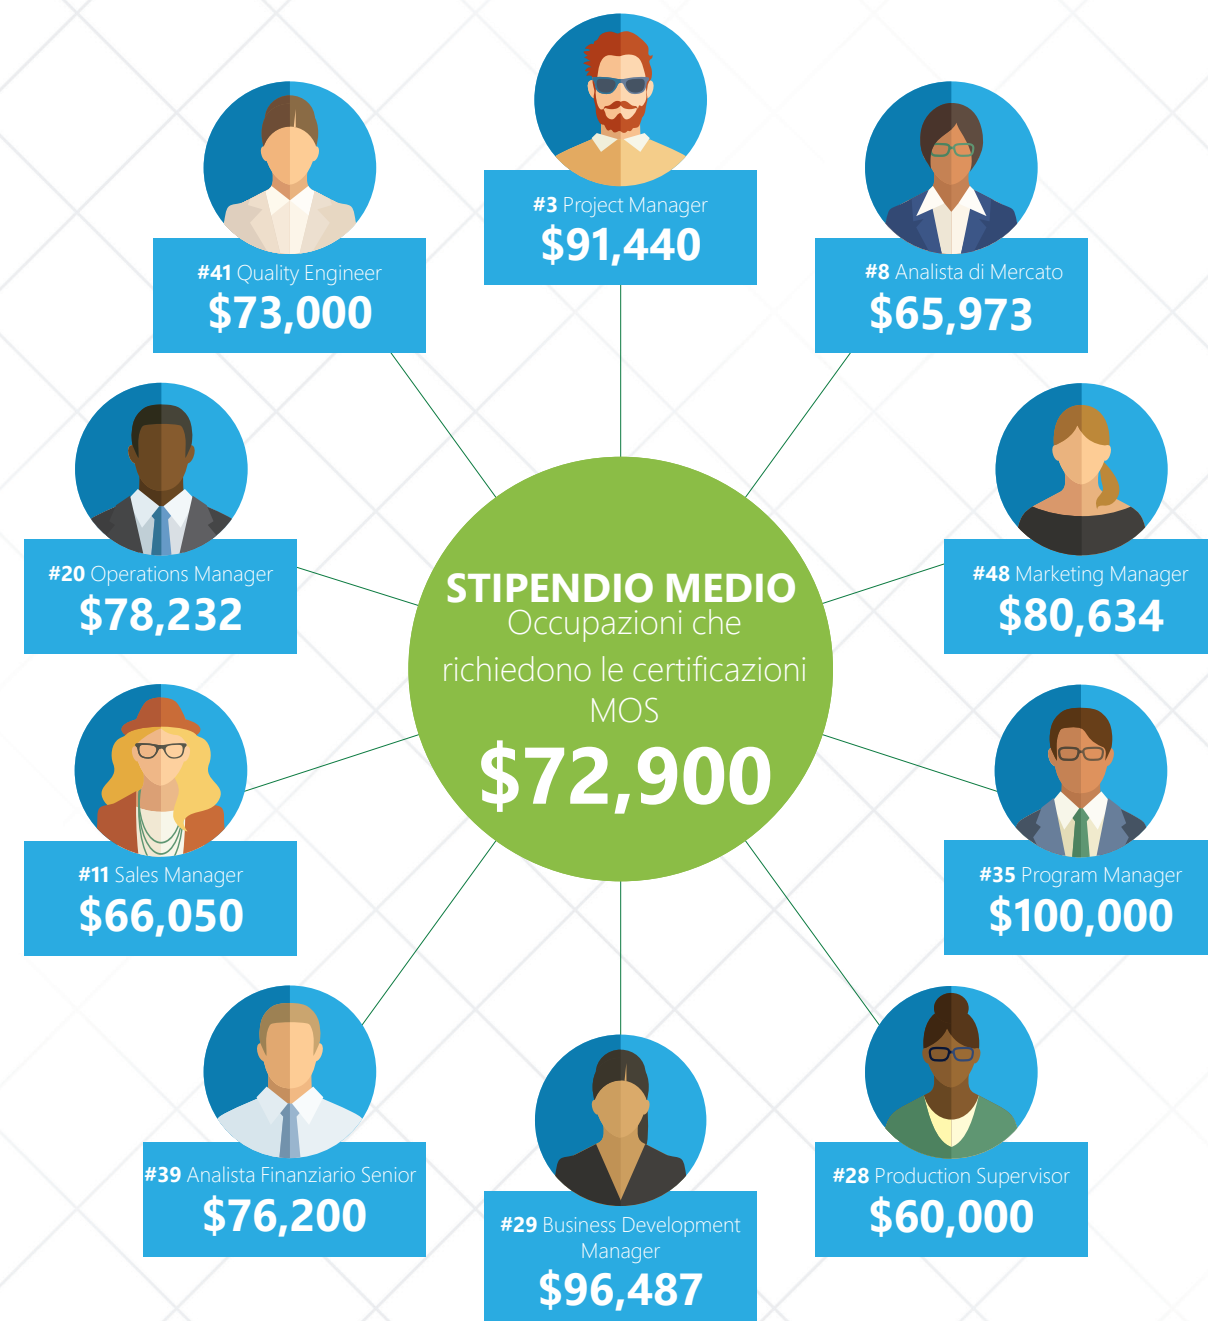 #3 Project Manager
$91,440
#41 Quality Engineer
$73,000
#8 Analista di Mercato
$65,973
#20 Operations Manager
$78,232
#48 Marketing Manager
$80,634
STIPENDIO MEDIO
Occupazioni che
richiedono le certificazioni
MOS
$72,900
#11 Sales Manager
$66,050
#35 Program Manager
$100,000
#39 Analista Finanziario Senior
$76,200
#28 Production Supervisor
$60,000
#29 Business Development
Manager
$96,487